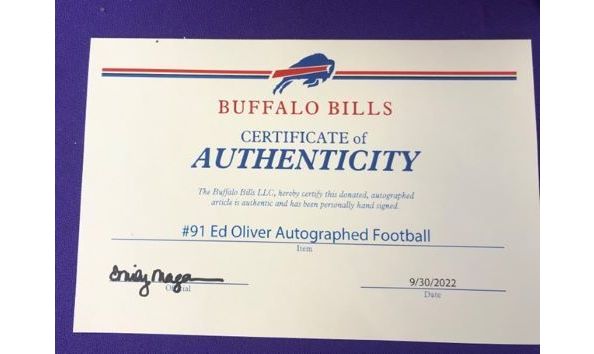 BUFFALO BILLS
CERTIFICATE of
AUTHENTICITY
The Buffalo Bills LLC, hereby certify this donated, autographed
article is authentic and has been personally hand signed.
#91 Ed Oliver Autographed Football
Item
Official
9/30/2022
Date